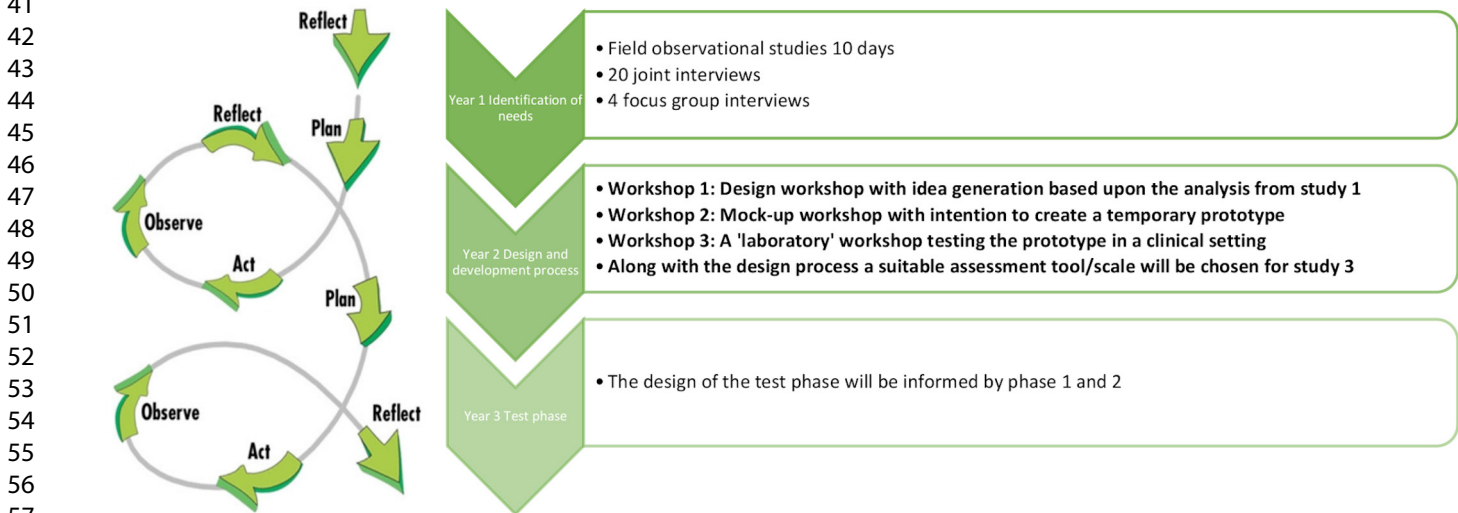 41
42
43
44
45
46
47
48
49
50
51
52
53
54
55
56
57
Reflect
Plan
Reflect
Observe
Act
Plan
Observe
Act
Reflect
Year 1 Identification of
needs
• Field observational studies 10 days
• 20 joint interviews
• 4 focus group interviews
Year 2 Design and
development process
• Workshop 1: Design workshop with idea generation based upon the analysis from study 1
• Workshop 2: Mock-up workshop with intention to create a temporary prototype
• Workshop 3: A 'laboratory' workshop testing the prototype in a clinical setting
• Along with the design process a suitable assessment tool/scale will be chosen for study 3
Year 3 Test phase
• The design of the test phase will be informed by phase 1 and 2